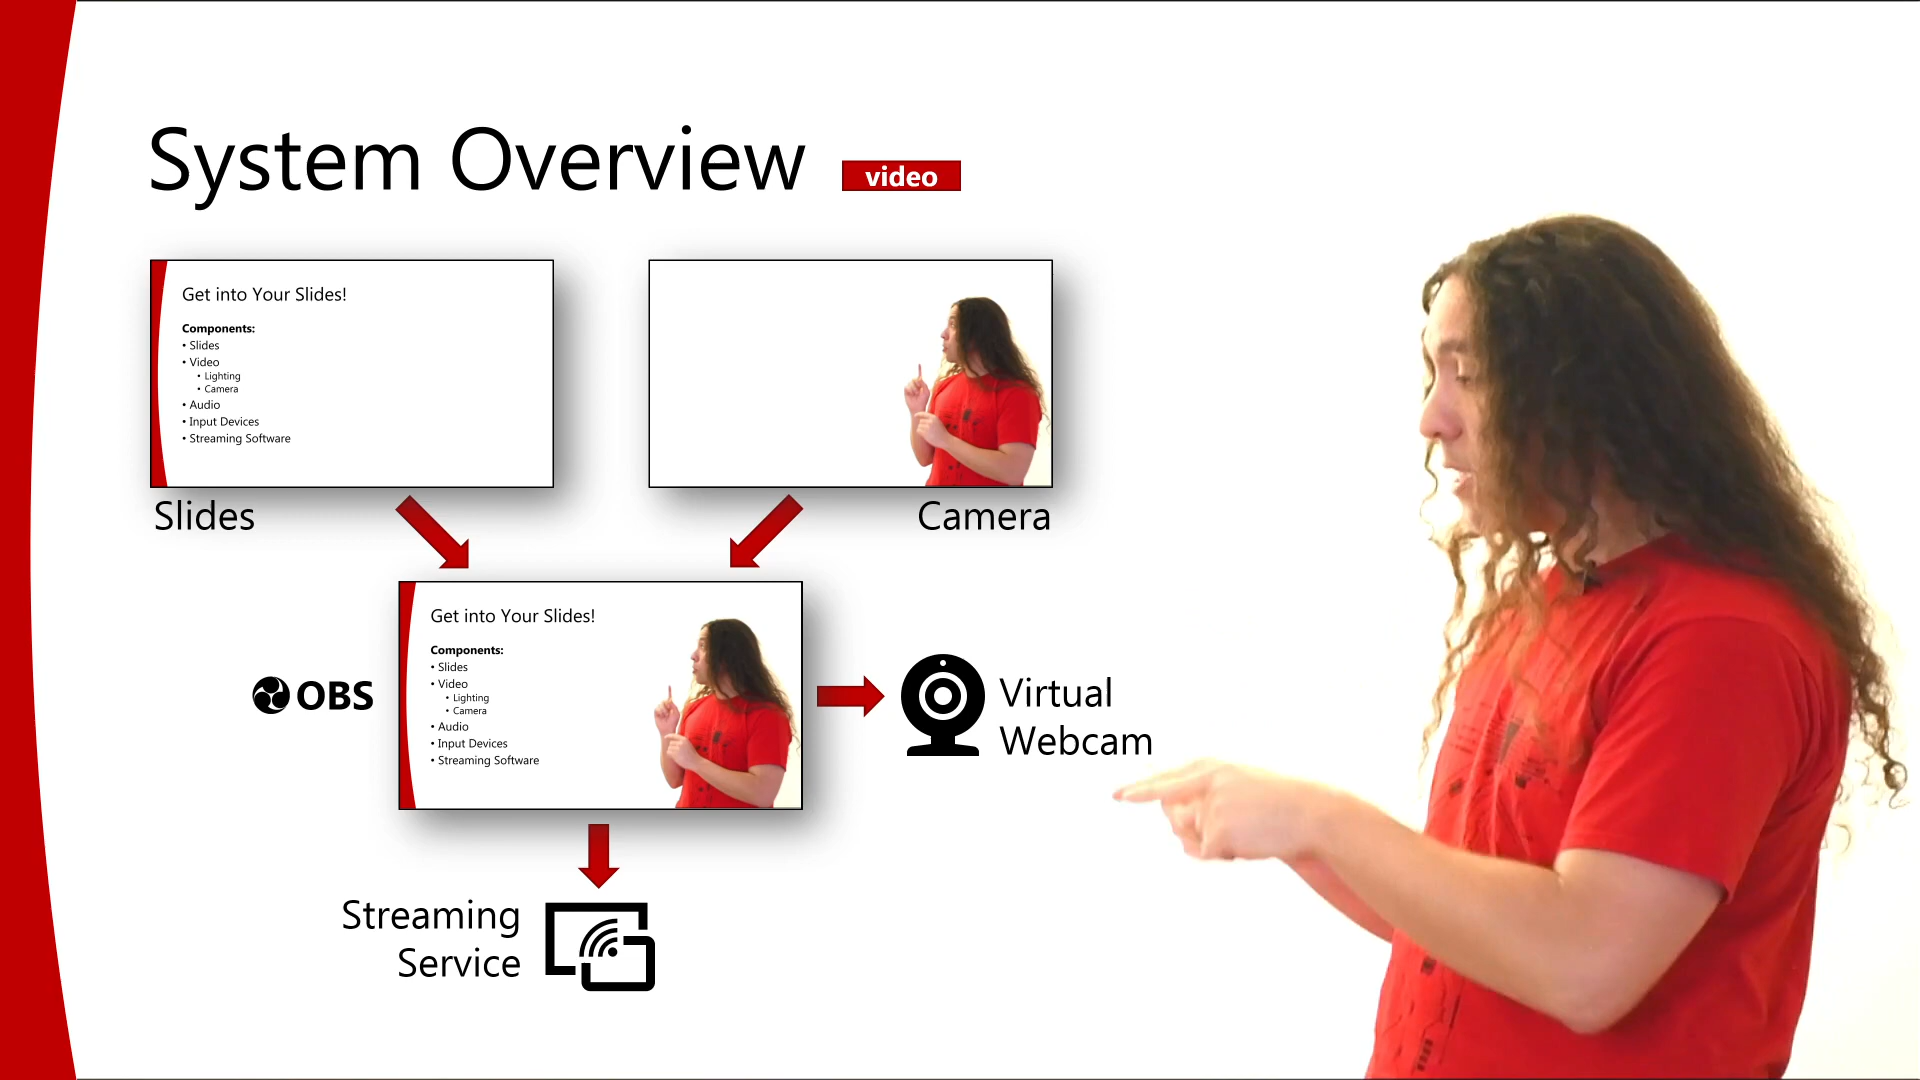 System Overview
video
Get into Your Slides!
Components:
• Slides
• Video
• Lighting
• Camera
• Audio
• Input Devices
• Streaming Software
Slides
Camera
OBS
Get into Your Slides!
Components:
• Slides
• Video
• Lighting
• Camera
• Audio
• Input Devices
• Streaming Software
Virtual
Webcam
Streaming
Service